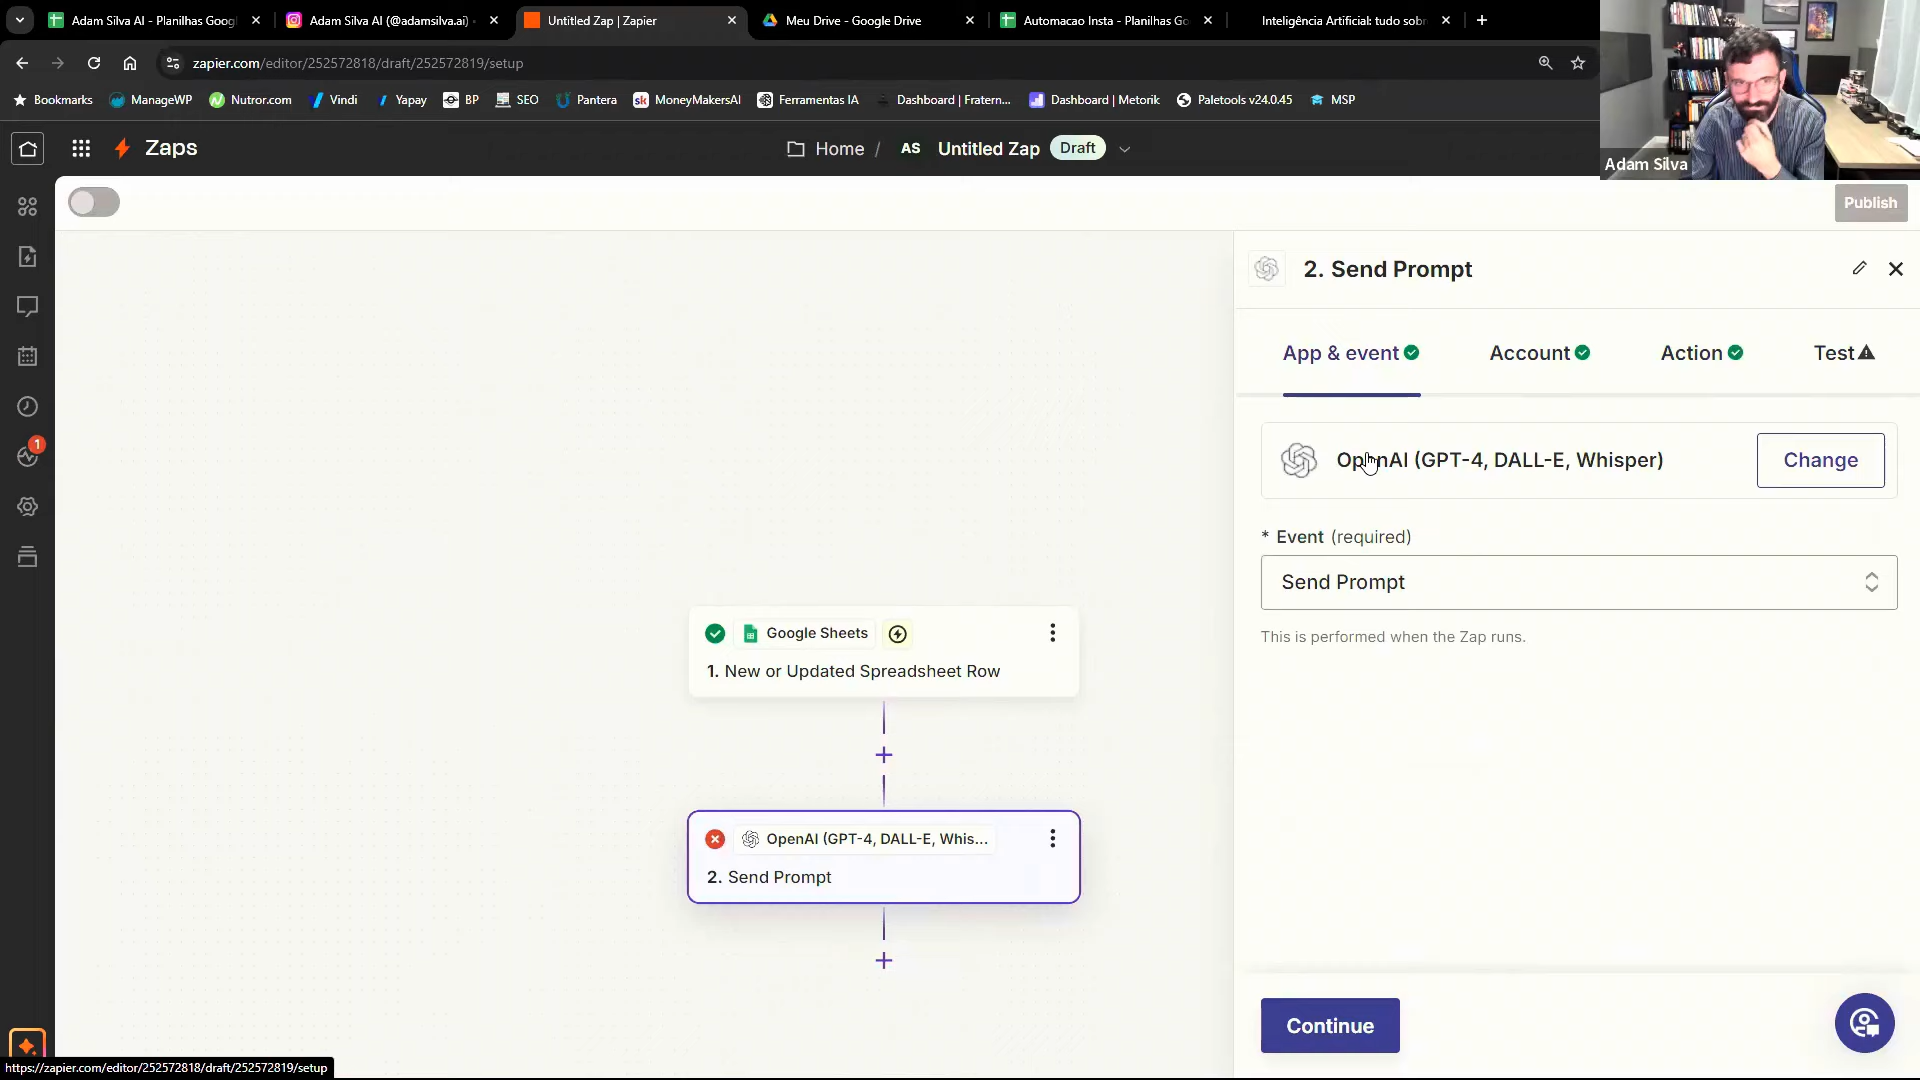 Adam Silva AI - Planilhas Goog
Adam Silva AI (@adamsilva.ai)
Untitled Zap | Zapier
Meu Drive - Google Drive
Automacao Insta - Planilhas Go
Inteligência Artificial: tudo sobr
zapier.com/editor/252572818/draft/252572819/setup
Bookmarks
ManageWP
Nutror.com
Vindi
Yapay
BP
SEO
Pantera
MoneyMakersAI
Ferramentas IA
Dashboard | Fratern...
Dashboard | Metorik
Paletools v24.0.45
MSP
Adam Silva
Zaps
Home / AS Untitled Zap Draft
Publish
2. Send Prompt
App & event
Account
Action
Test
OpenAI (GPT-4, DALL-E, Whisper)
Change
* Event (required)
Send Prompt
This is performed when the Zap runs.
1
Google Sheets
1. New or Updated Spreadsheet Row
OpenAI (GPT-4, DALL-E, Whis...
2. Send Prompt
Continue
https://zapier.com/editor/252572818/draft/252572819/setup